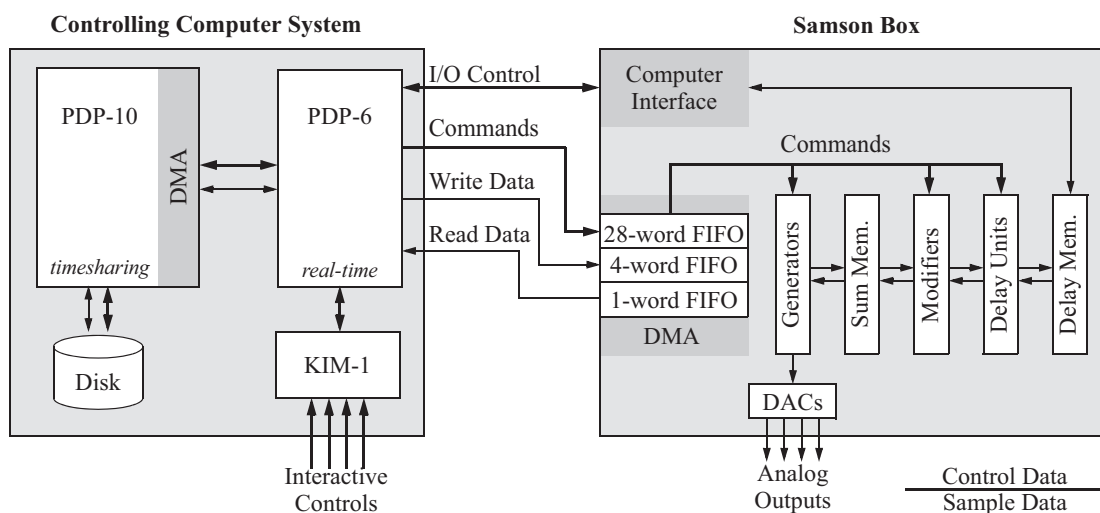 Controlling Computer System
Samson Box
PDP-10
DMA
timesharing
PDP-6
real-time
Disk
KIM-1
Interactive
Controls
I/O Control
Commands
Write Data
Read Data
Computer
Interface
Commands
28-word FIFO
4-word FIFO
1-word FIFO
DMA
Generators
Sum Mem.
Modifiers
Delay Units
Delay Mem.
DACs
Analog
Outputs
Control Data
Sample Data